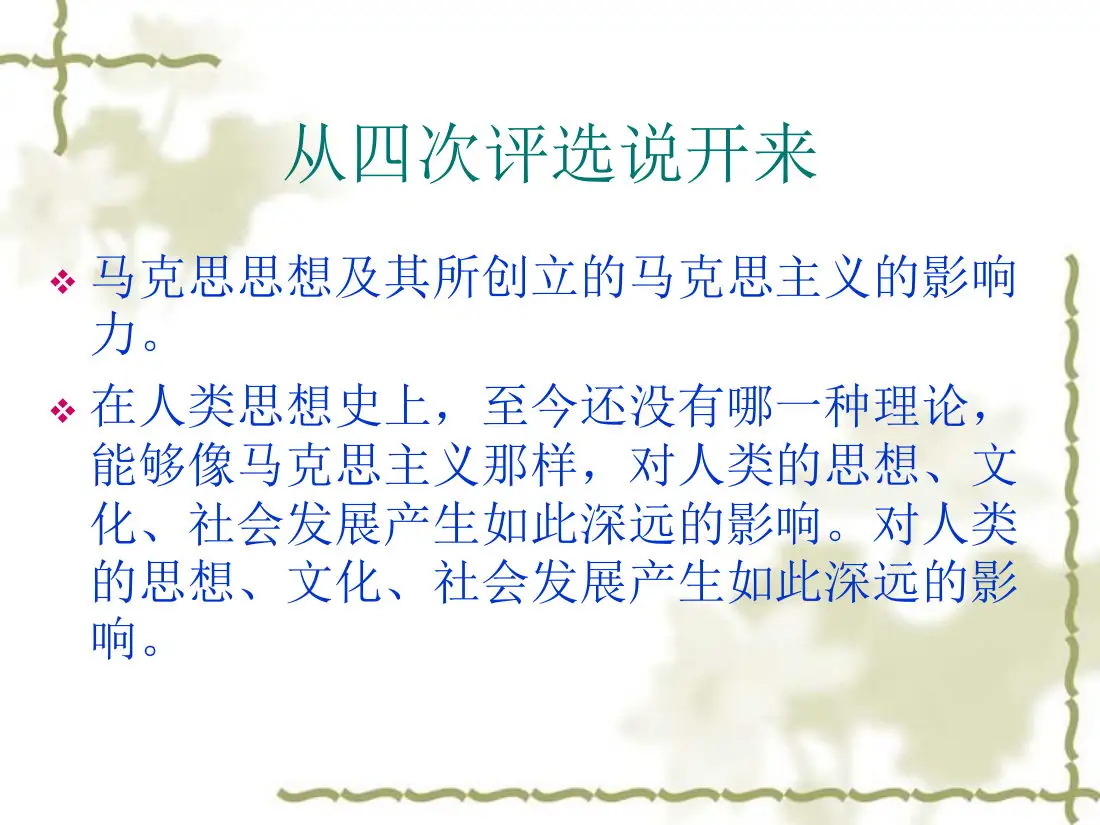 从四次评选说开来
马克思思想及其所创立的马克思主义的影响
力。
在人类思想史上，至今还没有哪一种理论，
能够像马克思主义那样，对人类的思想、文
化、社会发展产生如此深远的影响。对人类
的思想、文化、社会发展产生如此深远的影
响。